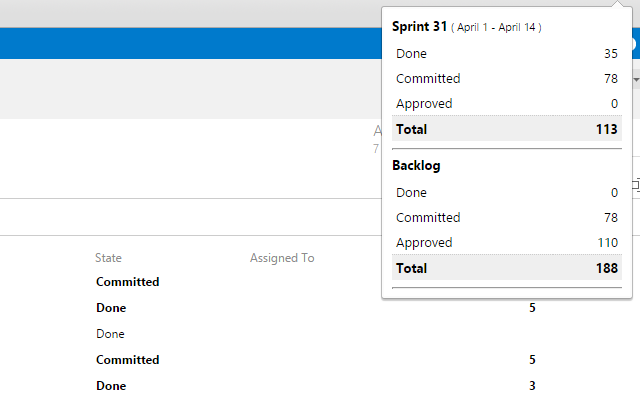 Sprint 31 ( April 1 - April 14 )
Done 35
Committed 78
Approved 0
Total 113
Backlog
Done 0
Committed 78
Approved 110
Total 188
A
7
State Assigned To
Committed
Done 5
Done
Committed 5
Done 3